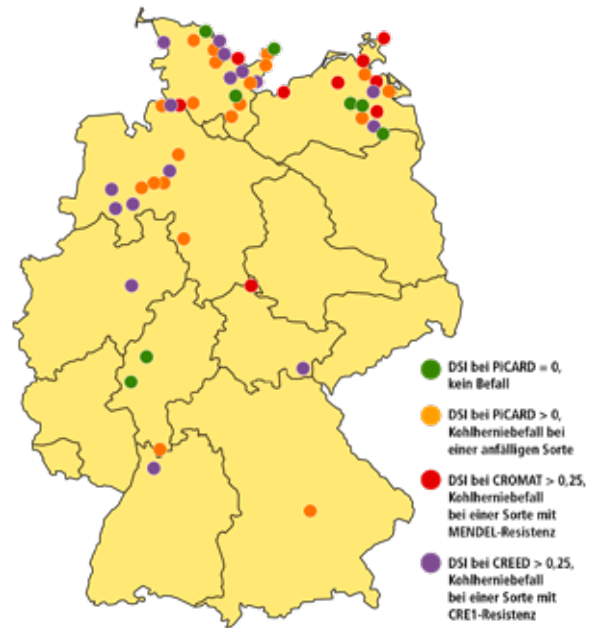 DSI bei PiCARD = 0,
kein Befall
DSI bei PiCARD > 0,
Kohlherniebefall bei
einer anfälligen Sorte
DSI bei CROMAT > 0,25,
Kohlherniebefall
bei einer Sorte mit
MENDEL-Resistenz
DSI bei CREED > 0,25,
Kohlherniebefall
bei einer Sorte mit
CRE1-Resistenz